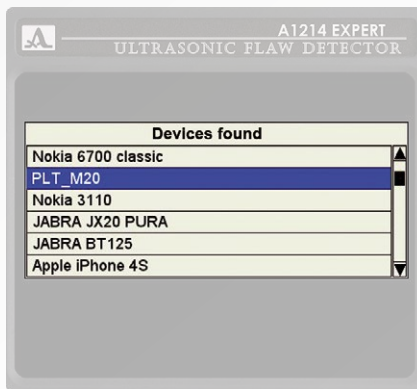 A1214 EXPERT
ULTRASONIC FLAW DETECTOR
Devices found
Nokia 6700 classic
PLT_M20
Nokia 3110
JABRA JX20 PURA
JABRA BT125
Apple iPhone 4S